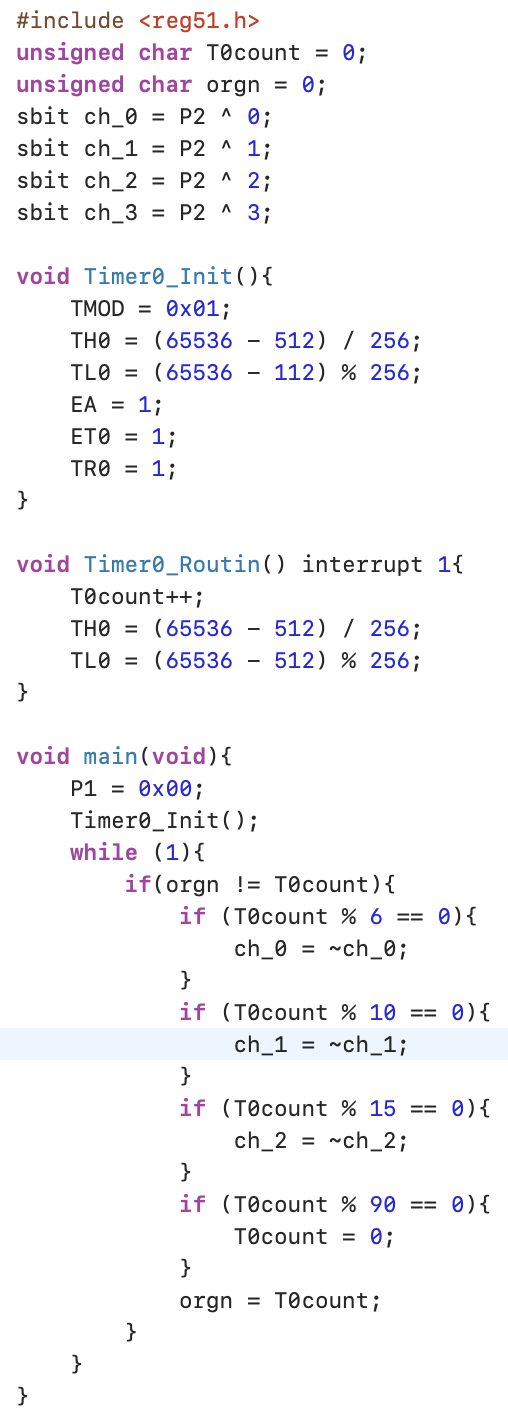 #include <reg51.h>
unsigned char T0count = 0;
unsigned char orgn = 0;
sbit ch_0 = P2 ^ 0;
sbit ch_1 = P2 ^ 1;
sbit ch_2 = P2 ^ 2;
sbit ch_3 = P2 ^ 3;

void Timer0_Init(){
    TMOD = 0x01;
    TH0 = (65536 - 512) / 256;
    TL0 = (65536 - 112) % 256;
    EA = 1;
    ET0 = 1;
    TR0 = 1;
}

void Timer0_Routin() interrupt 1{
    T0count++;
    TH0 = (65536 - 512) / 256;
    TL0 = (65536 - 512) % 256;
}

void main(void){
    P1 = 0x00;
    Timer0_Init();
    while (1){
        if(orgn != T0count){
            if (T0count % 6 == 0){
                ch_0 = ~ch_0;
            }
            if (T0count % 10 == 0){
                ch_1 = ~ch_1;
            }
            if (T0count % 15 == 0){
                ch_2 = ~ch_2;
            }
            if (T0count % 90 == 0){
                T0count = 0;
            }
            orgn = T0count;
        }
    }
}